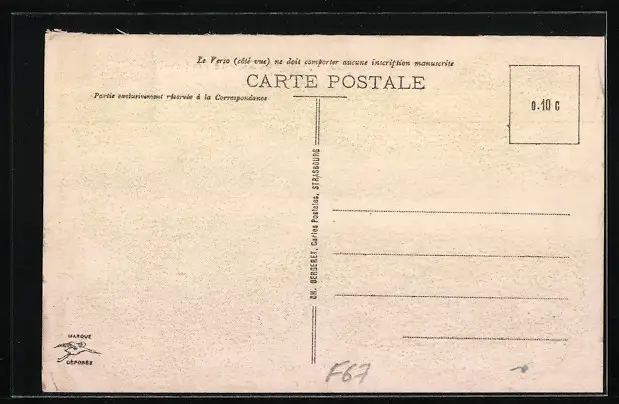 Le Verso (côté vue) ne doit comporter aucune inscription manuscrite
CARTE POSTALE
Partie exclusivement réservée à la Correspondance
0.10 C
CH. BERGERET, Cartes Postales, STRASBOURG
MARQUE
DÉPOSÉE
F67